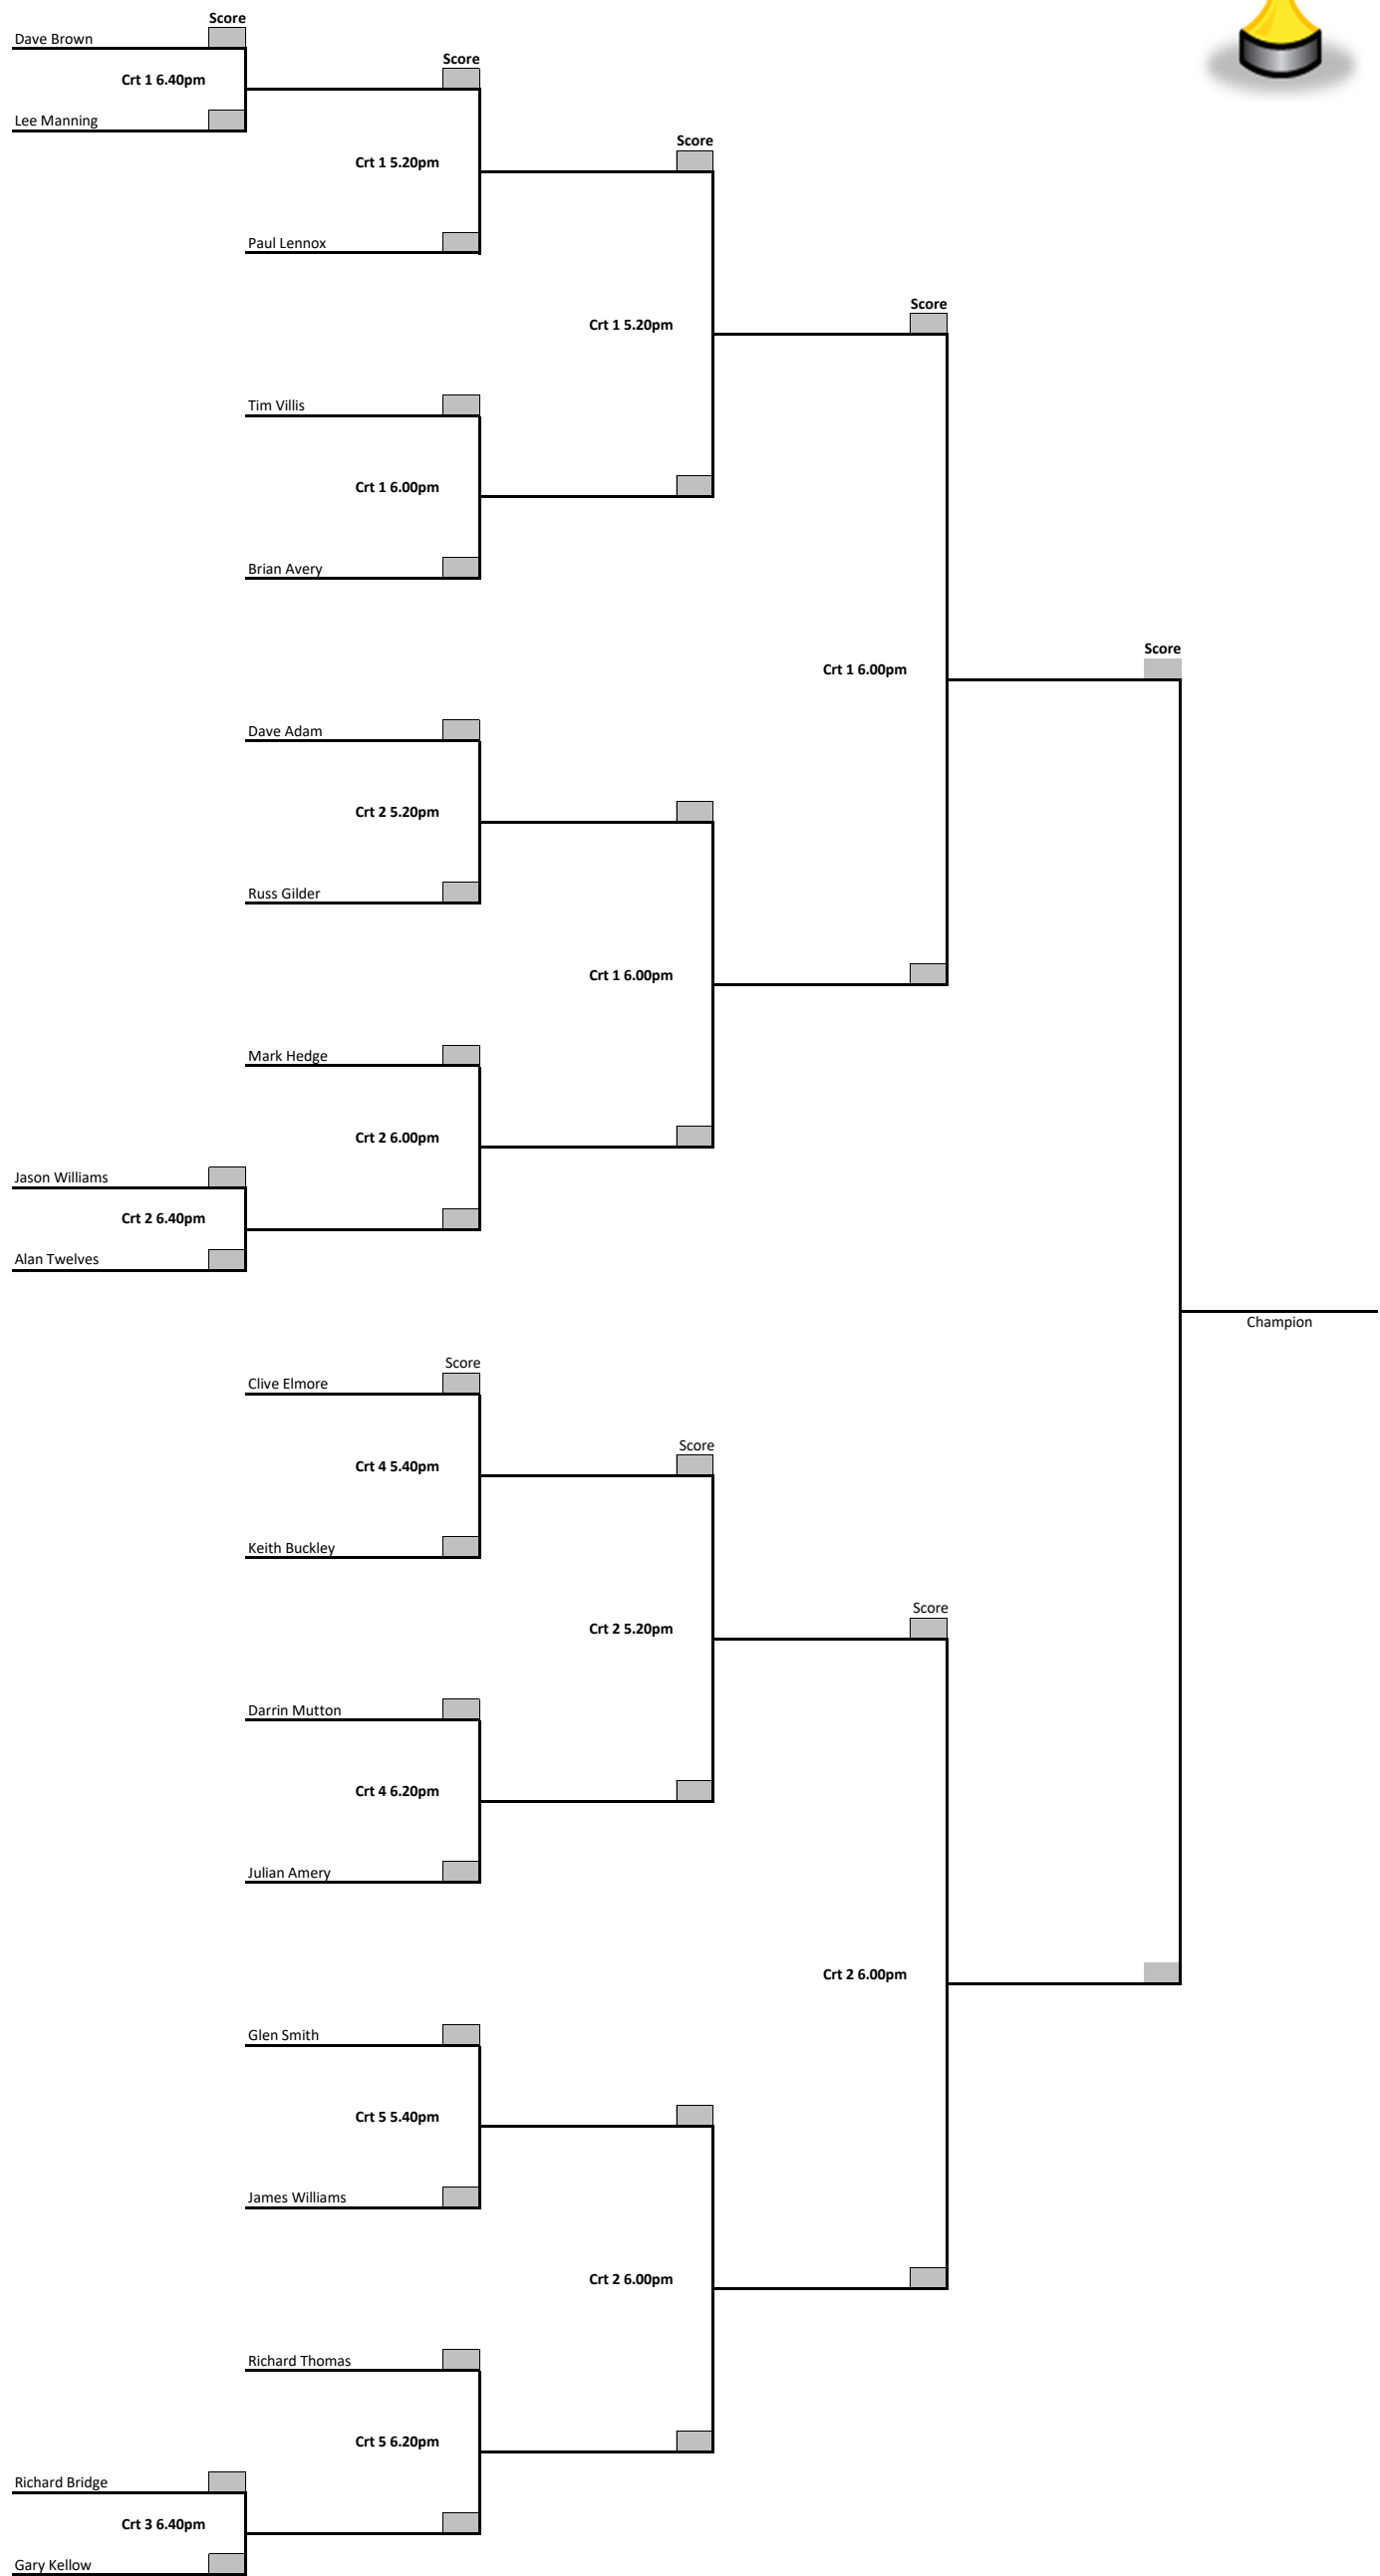 Score
Dave Brown
Score
Crt 1 6.40pm
Lee Manning
Score
Crt 1 5.20pm
Paul Lennox
Score
Crt 1 5.20pm
Tim Villis
Crt 1 6.00pm
Brian Avery
Score
Crt 1 6.00pm
Dave Adam
Crt 2 5.20pm
Russ Gilder
Crt 1 6.00pm
Mark Hedge
Crt 2 6.00pm
Jason Williams
Crt 2 6.40pm
Alan Twelves
Champion
Score
Clive Elmore
Score
Crt 4 5.40pm
Keith Buckley
Score
Crt 2 5.20pm
Darrin Mutton
Crt 4 6.20pm
Julian Amery
Crt 2 6.00pm
Glen Smith
Crt 5 5.40pm
James Williams
Crt 2 6.00pm
Richard Thomas
Crt 5 6.20pm
Richard Bridge
Crt 3 6.40pm
Gary Kellow